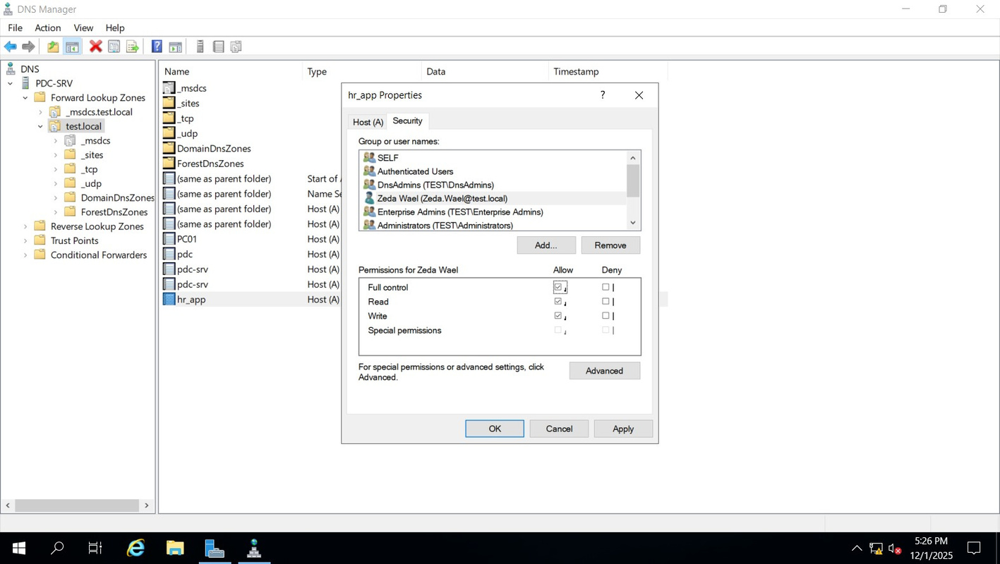 DNS Manager
File Action View Help
DNS
PDC-SRV
Forward Lookup Zones
_msdcs.test.local
test.local
_msdcs
_sites
_tcp
_udp
DomainDnsZones
ForestDnsZones
Reverse Lookup Zones
Trust Points
Conditional Forwarders
Name Type Data Timestamp
_msdcs
_sites
_tcp
_udp
DomainDnsZones
ForestDnsZones
(same as parent folder) Start of
(same as parent folder) Name Se
(same as parent folder) Host (A)
(same as parent folder) Host (A)
PC01 Host (A)
pdc Host (A)
pdc-srv Host (A)
pdc-srv Host (A)
hr_app Host (A)
hr_app Properties
?
Host (A) Security
Group or user names:
SELF
Authenticated Users
DnsAdmins (TEST\DnsAdmins)
Zeda Wael (Zeda.Wael@test.local)
Enterprise Admins (TEST\Enterprise Admins)
Administrators (TEST\Administrators)
Add... Remove
Permissions for Zeda Wael Allow Deny
Full control
Read
Write
Special permissions
For special permissions or advanced settings, click
Advanced.
Advanced
OK Cancel Apply
5:26 PM
12/1/2025